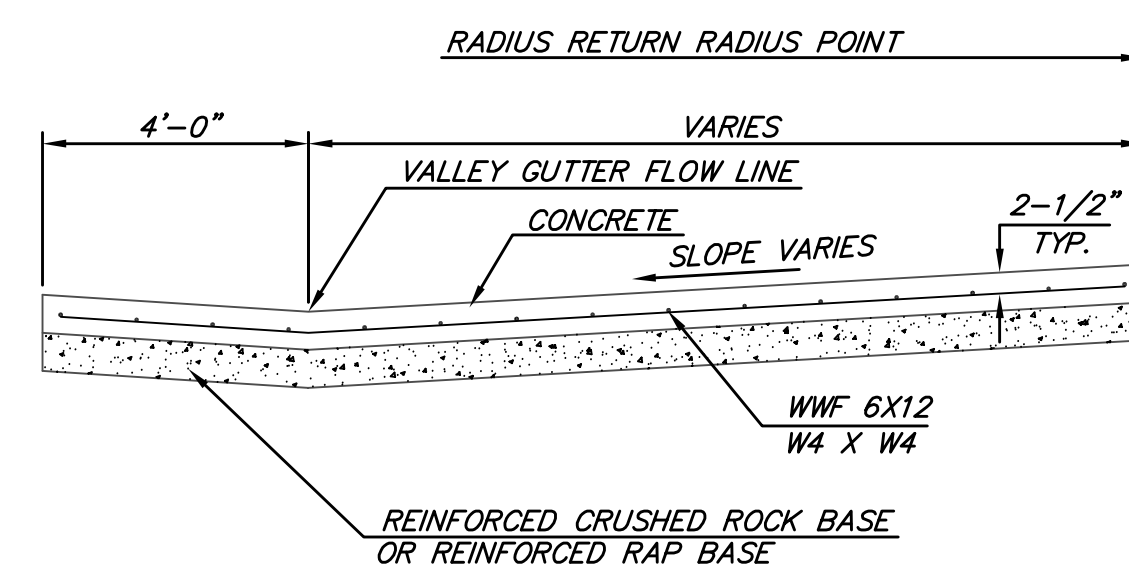 RADIUS RETURN RADIUS POINT
4'-0"
VARIES
VALLEY GUTTER FLOW LINE
CONCRETE
SLOPE VARIES
2-1/2"
TYP.
WWF 6X12
W4 X W4
REINFORCED CRUSHED ROCK BASE
OR REINFORCED RAP BASE